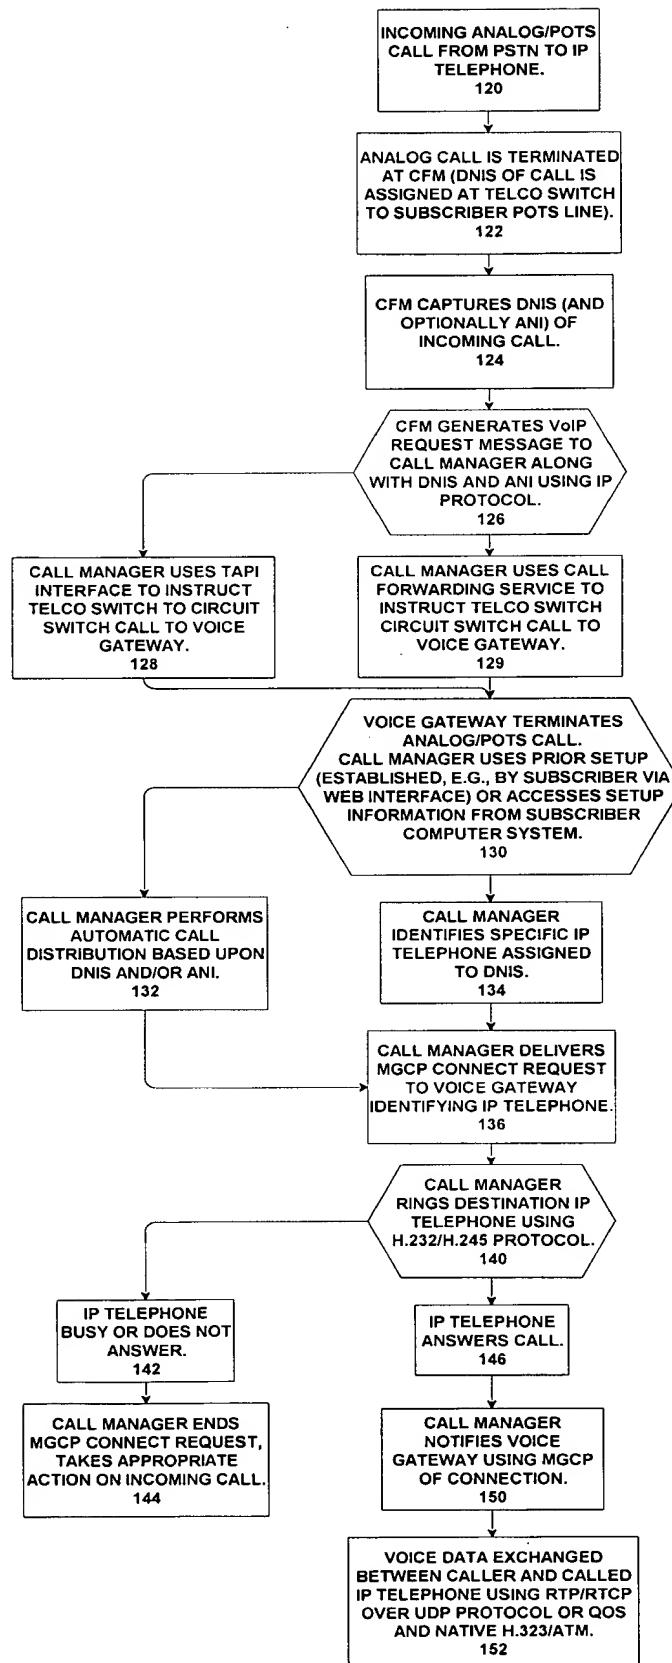 INCOMING ANALOG/POTS
CALL FROM PSTN TO IP
TELEPHONE.
120
ANALOG CALL IS TERMINATED
AT CFM (DNIS OF CALL IS
ASSIGNED AT TELCO SWITCH
TO SUBSCRIBER POTS LINE).
122
CFM CAPTURES DNIS (AND
OPTIONALLY ANI) OF
INCOMING CALL.
124
CFM GENERATES VoIP
REQUEST MESSAGE TO
CALL MANAGER ALONG
WITH DNIS AND ANI USING IP
PROTOCOL.
126
CALL MANAGER USES TAPI
INTERFACE TO INSTRUCT
TELCO SWITCH TO CIRCUIT
SWITCH CALL TO VOICE
GATEWAY.
128
CALL MANAGER USES CALL
FORWARDING SERVICE TO
INSTRUCT TELCO SWITCH
CIRCUIT SWITCH CALL TO
VOICE GATEWAY.
129
VOICE GATEWAY TERMINATES
ANALOG/POTS CALL.
CALL MANAGER USES PRIOR SETUP
(ESTABLISHED, E.G., BY SUBSCRIBER VIA
WEB INTERFACE) OR ACCESSES SETUP
INFORMATION FROM SUBSCRIBER
COMPUTER SYSTEM.
130
CALL MANAGER PERFORMS
AUTOMATIC CALL
DISTRIBUTION BASED UPON
DNIS AND/OR ANI.
132
CALL MANAGER
IDENTIFIES SPECIFIC IP
TELEPHONE ASSIGNED
TO DNIS.
134
CALL MANAGER DELIVERS
MGCP CONNECT REQUEST
TO VOICE GATEWAY
IDENTIFYING IP TELEPHONE.
136
CALL MANAGER
RINGS DESTINATION IP
TELEPHONE USING
H.232/H.245 PROTOCOL.
140
IP TELEPHONE
BUSY OR DOES NOT
ANSWER.
142
IP TELEPHONE
ANSWERS CALL.
146
CALL MANAGER ENDS
MGCP CONNECT REQUEST,
TAKES APPROPRIATE
ACTION ON INCOMING CALL.
144
CALL MANAGER
NOTIFIES VOICE
GATEWAY USING MGCP
OF CONNECTION.
150
VOICE DATA EXCHANGED
BETWEEN CALLER AND CALLED
IP TELEPHONE USING RTP/RTCP
OVER UDP PROTOCOL OR QOS
AND NATIVE H.323/ATM.
152